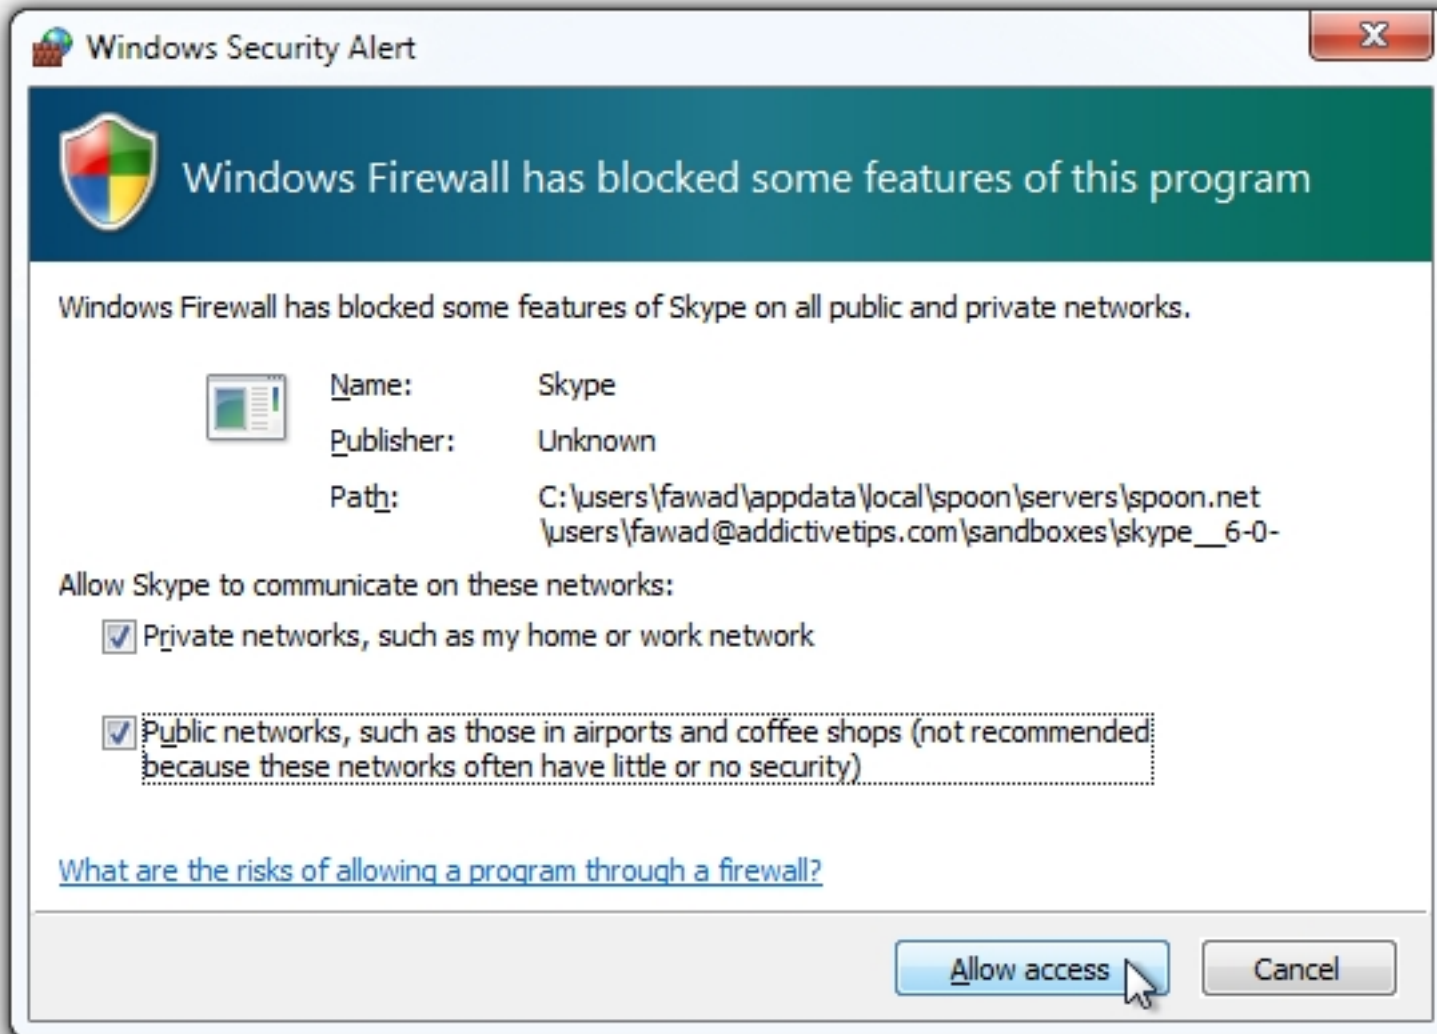 Windows Security Alert
Windows Firewall has blocked some features of this program
Windows Firewall has blocked some features of Skype on all public and private networks.
Name: Skype
Publisher: Unknown
Path: C:\users\fawad\appdata\local\spoon\servers\spoon.net
\users\fawad@addictivetips.com\sandboxes\skype__6-0-
Allow Skype to communicate on these networks:
Private networks, such as my home or work network
Public networks, such as those in airports and coffee shops (not recommended
because these networks often have little or no security)
What are the risks of allowing a program through a firewall?
Allow access Cancel